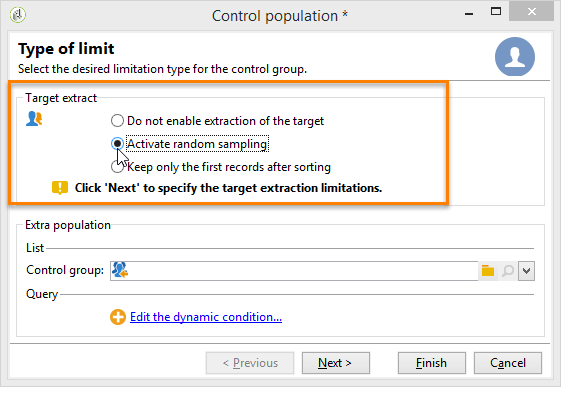 Control population *
Type of limit
Select the desired limitation type for the control group.
Target extract
Do not enable extraction of the target
Activate random sampling
Keep only the first records after sorting
Click 'Next' to specify the target extraction limitations.
Extra population
List
Control group:
Query
Edit the dynamic condition...
< Previous
Next >
Finish
Cancel